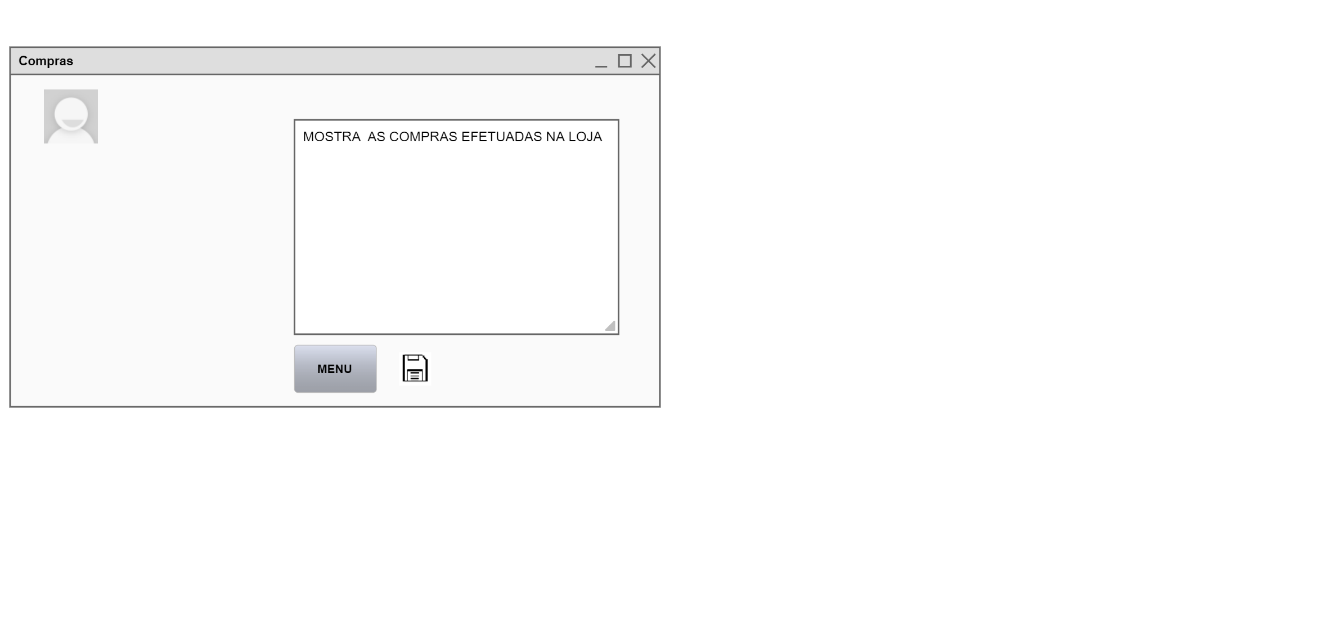 Compras
MOSTRA  AS COMPRAS EFETUADAS NA LOJA
MENU